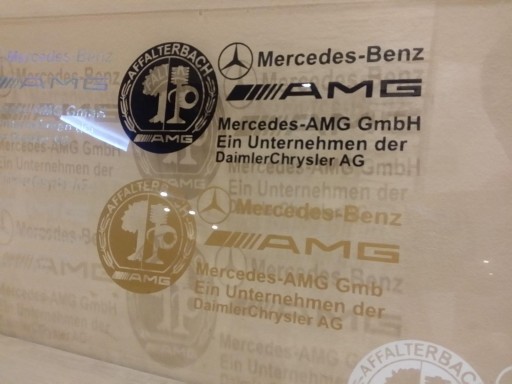 AFFALTERBACH
AMG
Mercedes-Benz
AMG
Mercedes-AMG GmbH
Ein Unternehmen der
DaimlerChrysler AG
AFFALTERBACH
AMG
Mercedes-Benz
AMG
Mercedes-AMG Gmb
Ein Unternehmen der
DaimlerChrysler AG
AFFALTERBACH